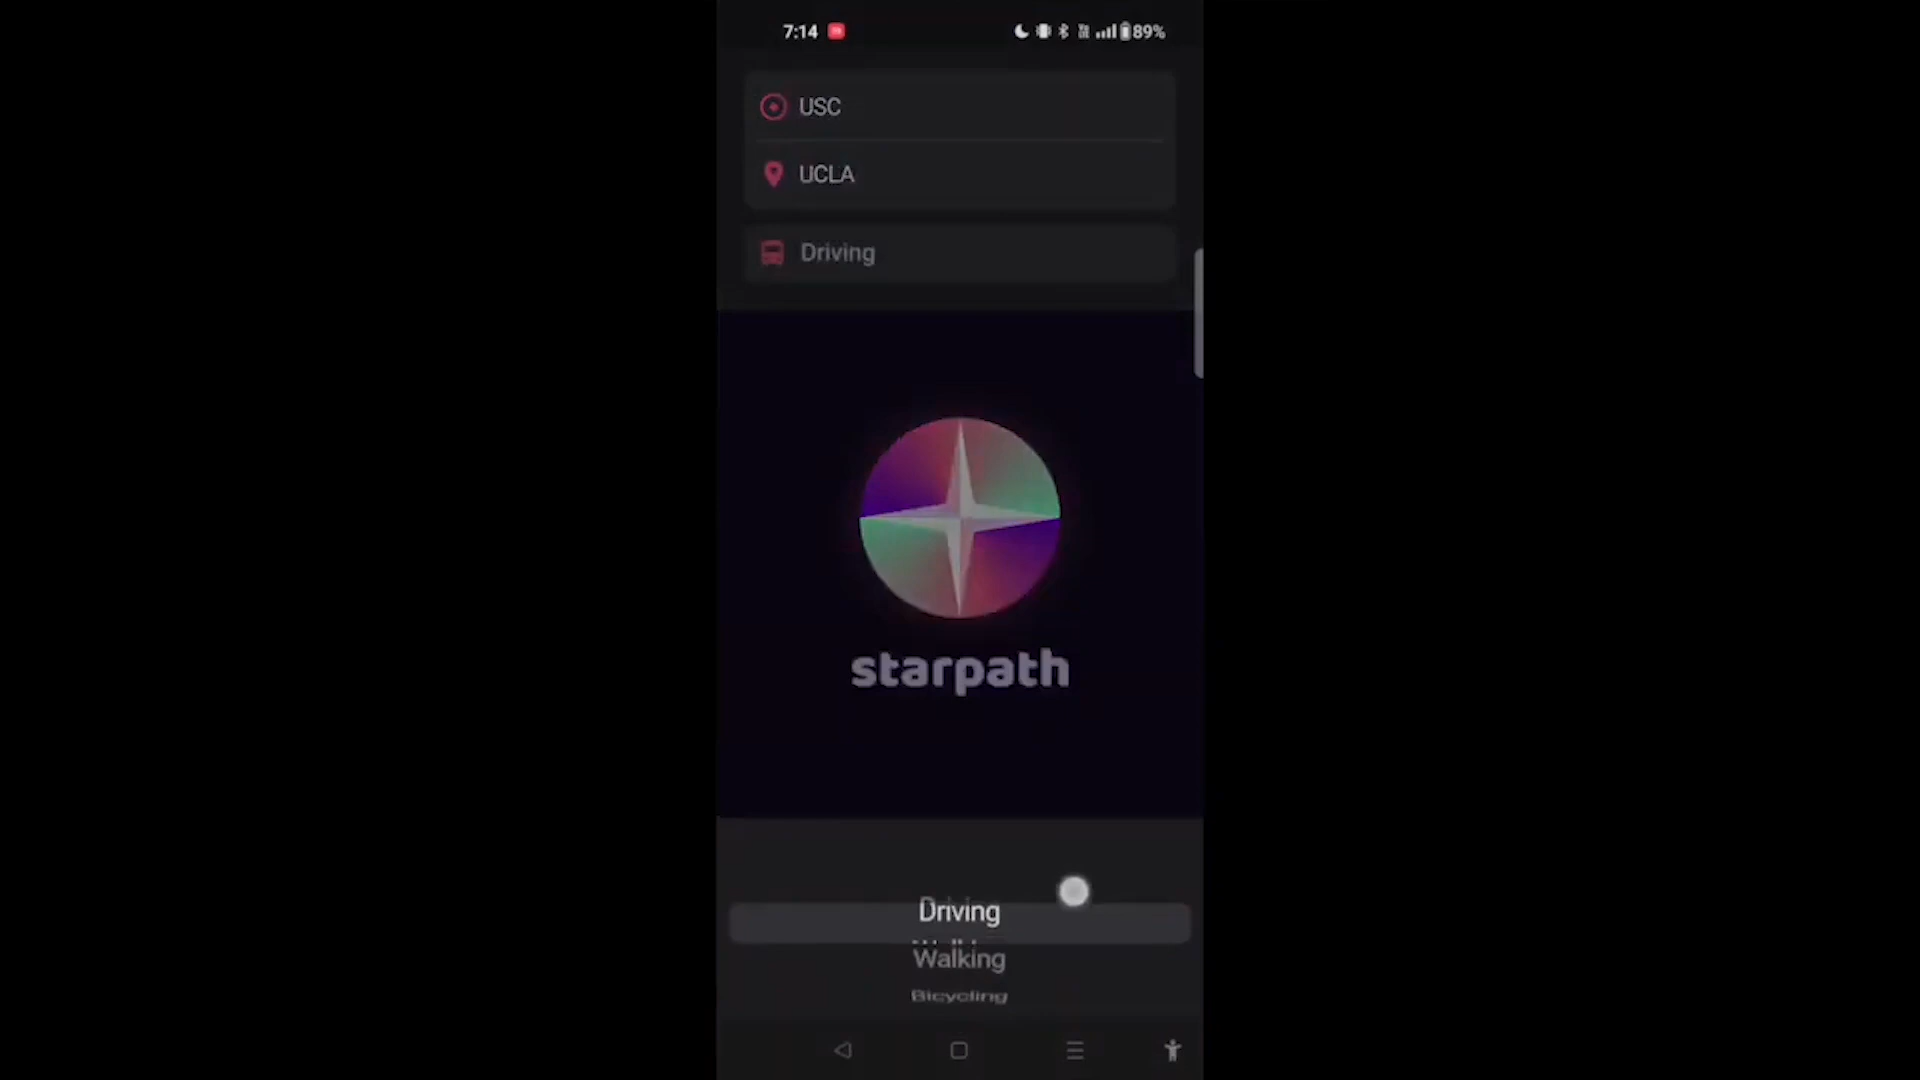 7:14 89%
USC
UCLA
Driving
starpath
Driving
Walking
Bicycling